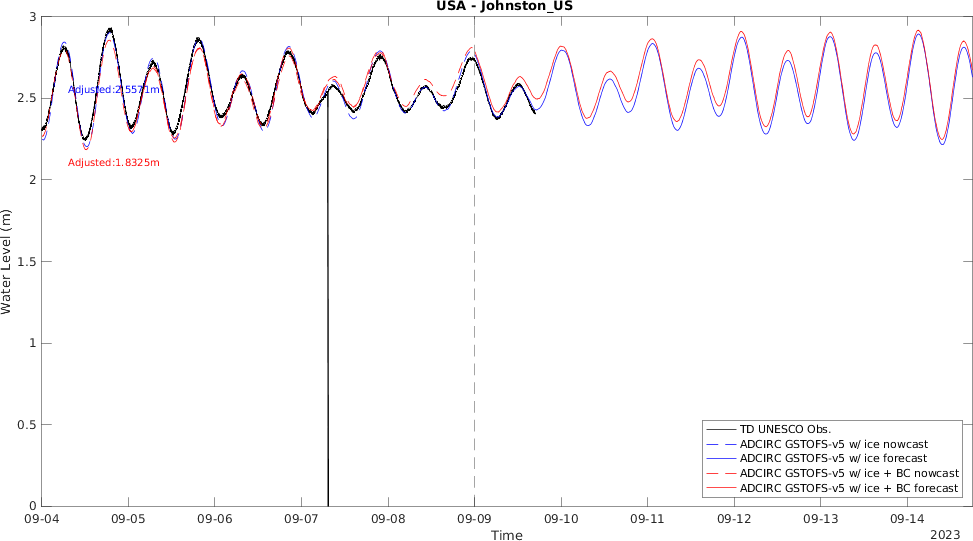 USA - Johnston_US
3
2.5
2
1.5
1
0.5
0
Water Level (m)
Adjusted:2.5571m
Adjusted:1.8325m
TD UNESCO Obs.
ADCIRC GSTOFS-v5 w/ ice nowcast
ADCIRC GSTOFS-v5 w/ ice forecast
ADCIRC GSTOFS-v5 w/ ice + BC nowcast
ADCIRC GSTOFS-v5 w/ ice + BC forecast
09-04 09-05 09-06 09-07 09-08 09-09 09-10 09-11 09-12 09-13 09-14
Time
2023